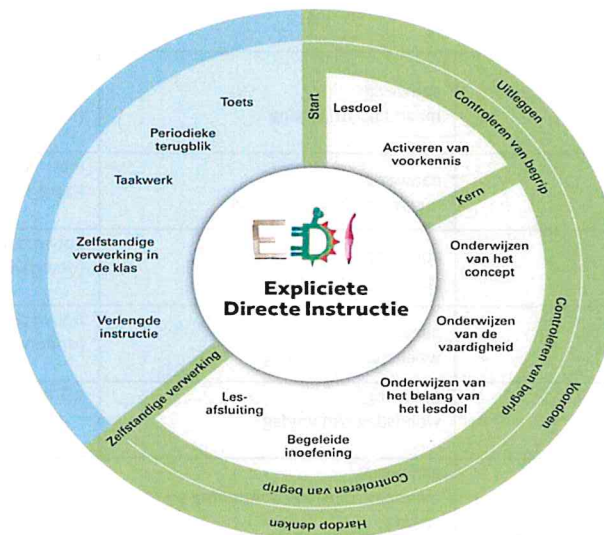 Start
Lesdoel
Activeren van
voorkennis
Controleren van begrip
Uitleggen
Kern
Onderwijzen
van het
concept
Onderwijzen
van de
vaardigheid
Onderwijzen van
het belang van
het lesdoel
Controleren van begrip
Voordoen
Begeleide
inoefening
Les-
afsluiting
Controleren van begrip
Hardop denken
Zelfstandige verwerking
Verlengde
instructie
Zelfstandige
verwerking in
de klas
Taakwerk
Periodieke
terugblik
Toets
EDI
Expliciete
Directe Instructie